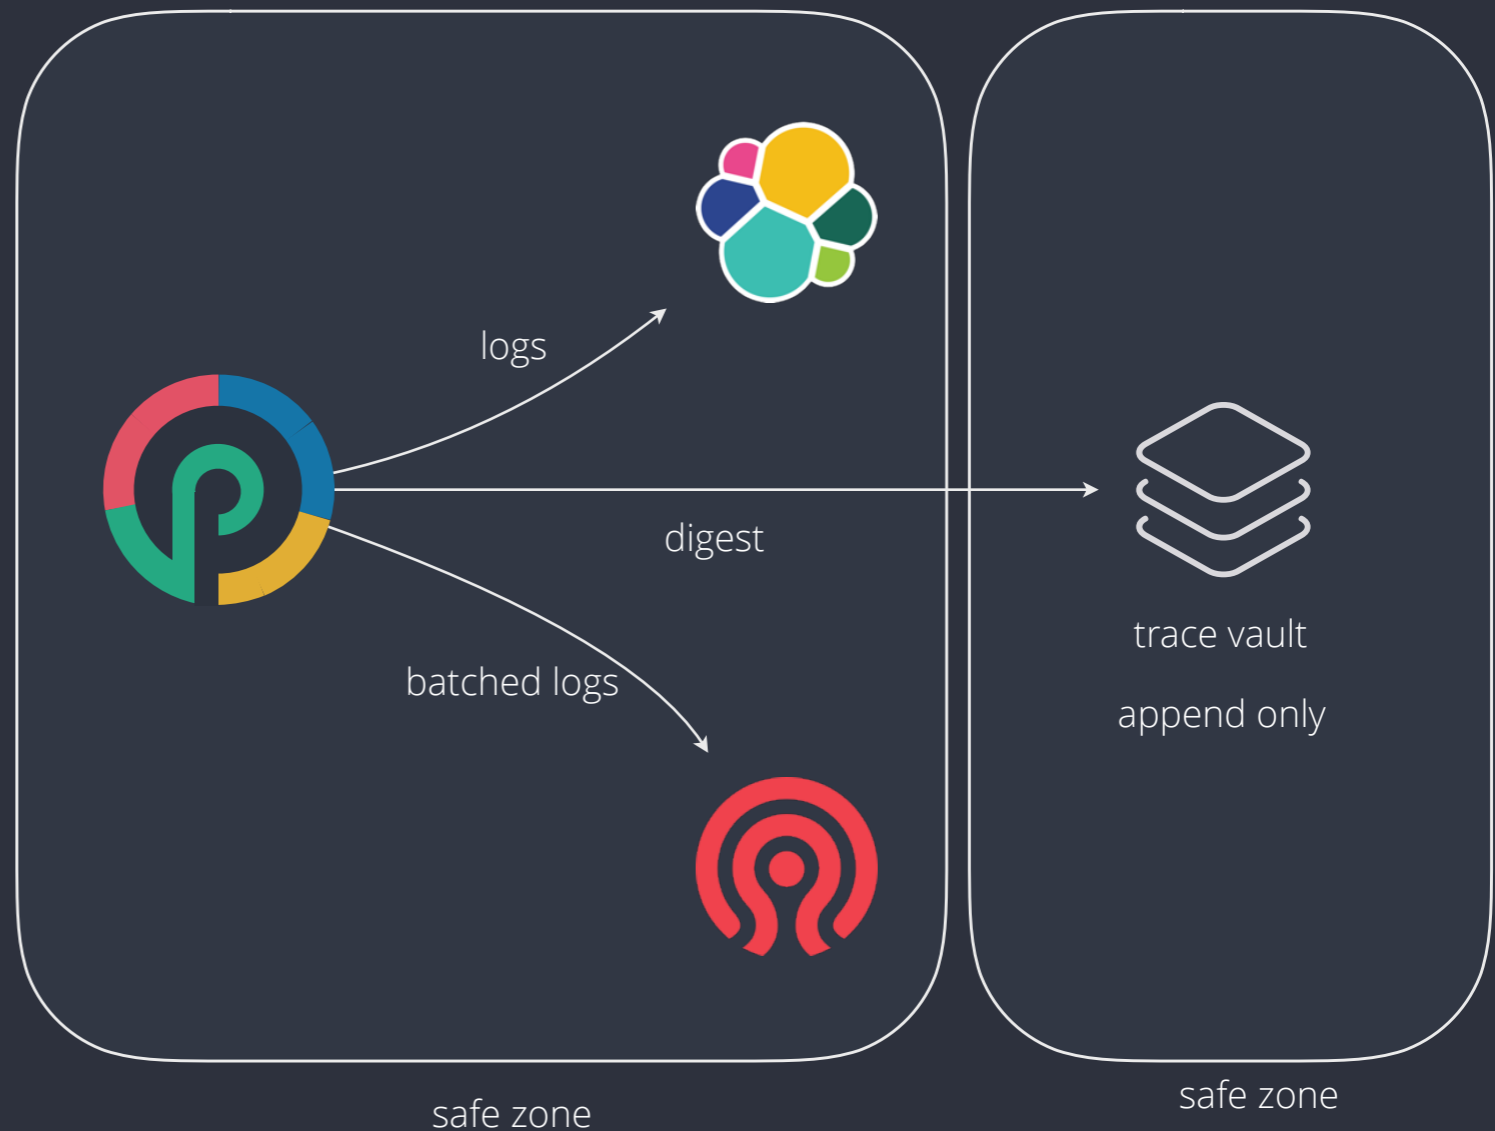 logs
digest
batched logs
trace vault
append only
safe zone
safe zone